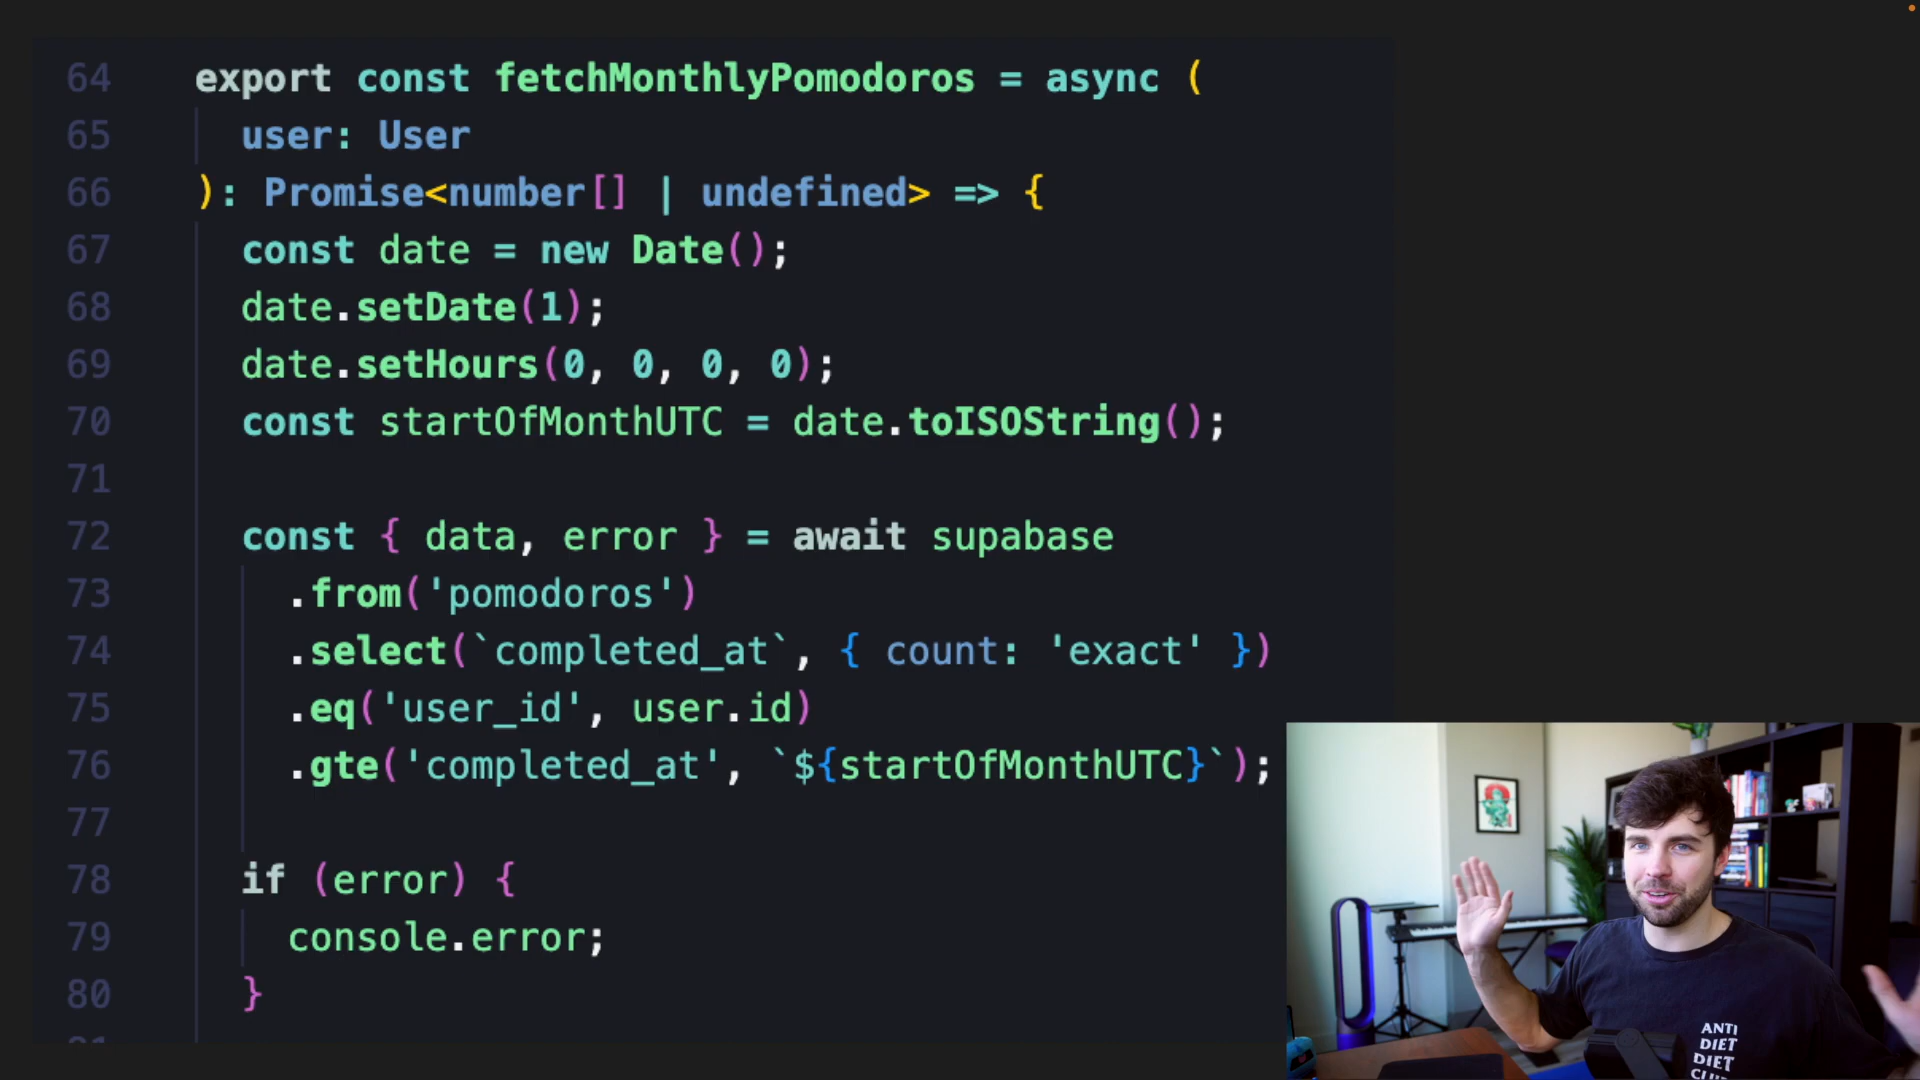 64 export const fetchMonthlyPomodoros = async (
65 user: User
66 ): Promise<number[] | undefined> => {
67 const date = new Date();
68 date.setDate(1);
69 date.setHours(0, 0, 0, 0);
70 const startOfMonthUTC = date.toISOString();
71
72 const { data, error } = await supabase
73 .from('pomodoros')
74 .select(`completed_at`, { count: 'exact' })
75 .eq('user_id', user.id)
76 .gte('completed_at', `${startOfMonthUTC}`);
77
78 if (error) {
79 console.error;
80 }
ANTI
DIET
DIET